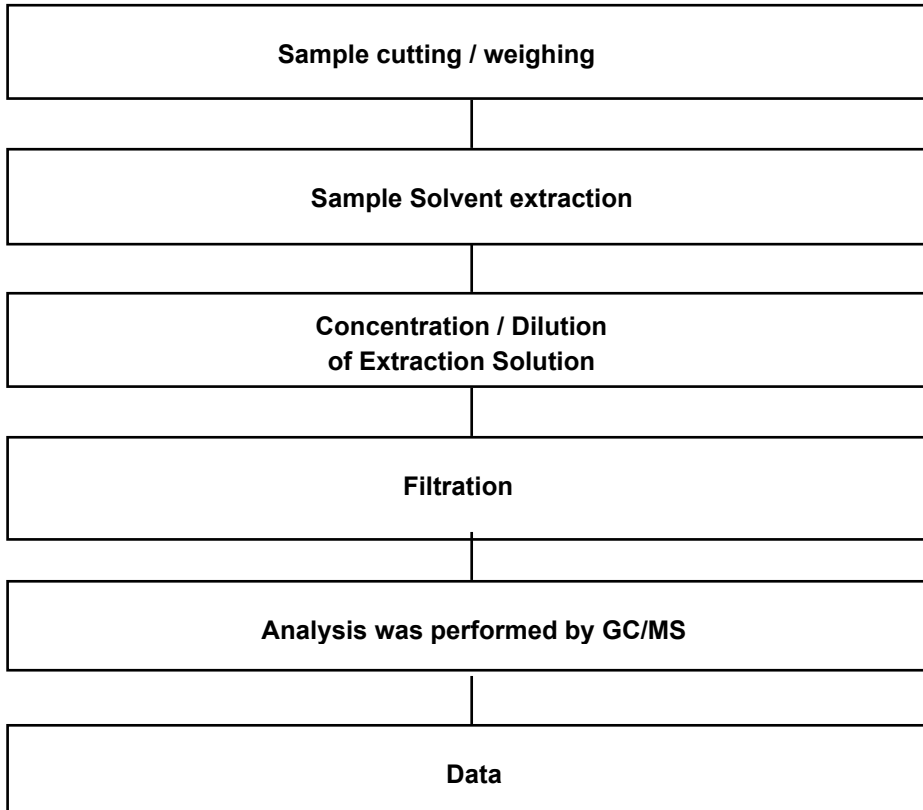 Sample cutting / weighing
Sample Solvent extraction
Concentration / Dilution
of Extraction Solution
Filtration
Analysis was performed by GC/MS
Data